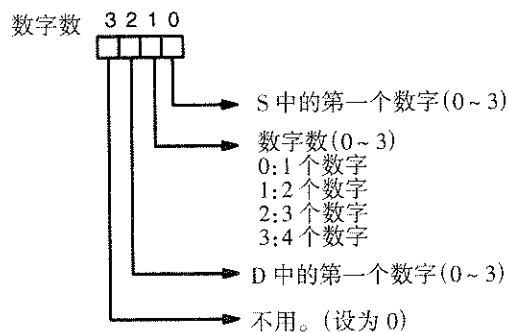 数字数 3 2 1 0
S 中的第一个数字(0~3)
数字数(0~3)
0:1 个数字
1:2 个数字
2:3 个数字
3:4 个数字
D 中的第一个数字(0~3)
不用。(设为 0)